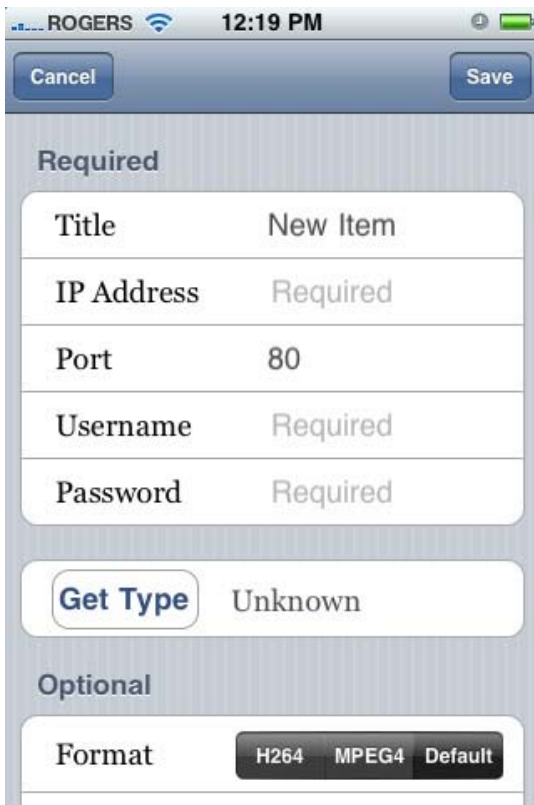 ROGERS 12:19 PM
Cancel Save
Required
Title New Item
IP Address Required
Port 80
Username Required
Password Required
Get Type Unknown
Optional
Format H264 MPEG4 Default